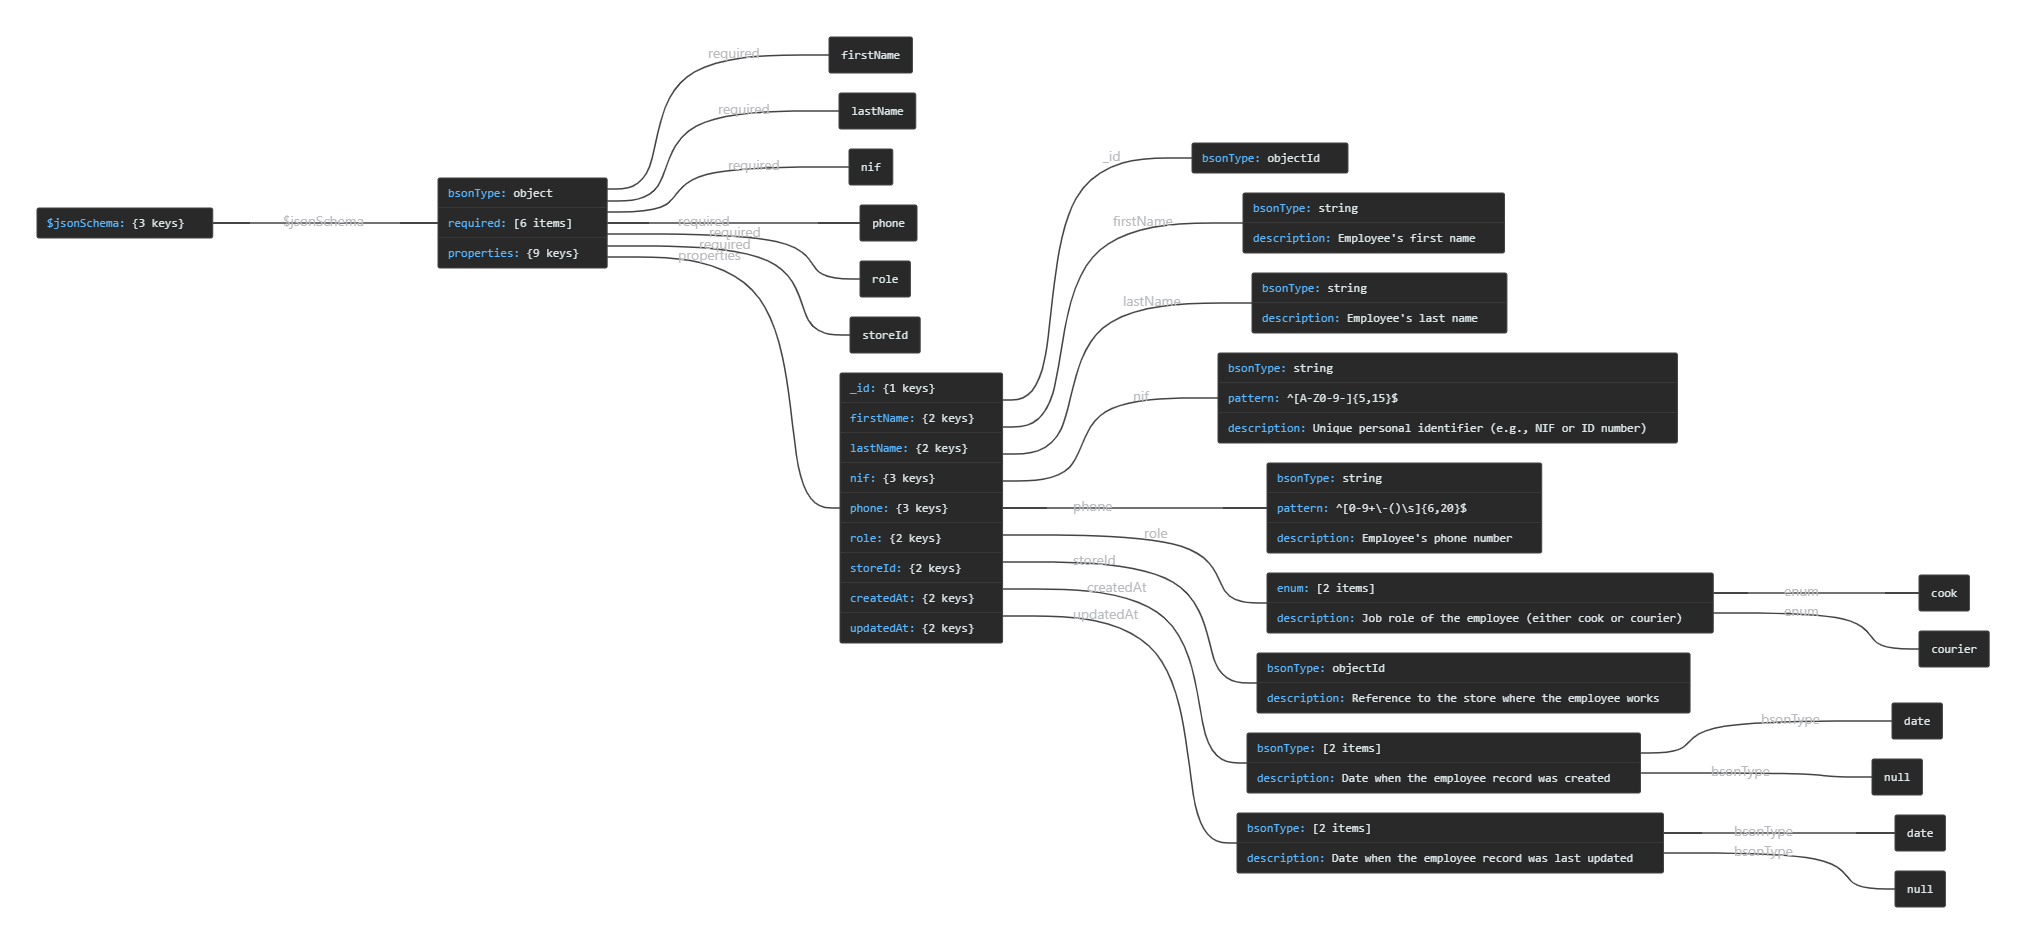 $jsonSchema: {3 keys}
$jsonSchema
bsonType: object
required: [6 items]
properties: {9 keys}
required
required
required
required
required
required
properties
firstName
lastName
nif
phone
role
storeId
_id: {1 keys}
firstName: {2 keys}
lastName: {2 keys}
nif: {3 keys}
phone: {3 keys}
role: {2 keys}
storeId: {2 keys}
createdAt: {2 keys}
updatedAt: {2 keys}
_id
bsonType: objectId
firstName
bsonType: string
description: Employee's first name
lastName
bsonType: string
description: Employee's last name
nif
bsonType: string
pattern: ^[A-Z0-9-]{5,15}$
description: Unique personal identifier (e.g., NIF or ID number)
phone
bsonType: string
pattern: ^[0-9+\-()\s]{6,20}$
description: Employee's phone number
role
enum: [2 items]
description: Job role of the employee (either cook or courier)
enum
cook
enum
courier
storeId
bsonType: objectId
description: Reference to the store where the employee works
createdAt
bsonType: [2 items]
description: Date when the employee record was created
bsonType
date
bsonType
null
updatedAt
bsonType: [2 items]
description: Date when the employee record was last updated
bsonType
date
bsonType
null